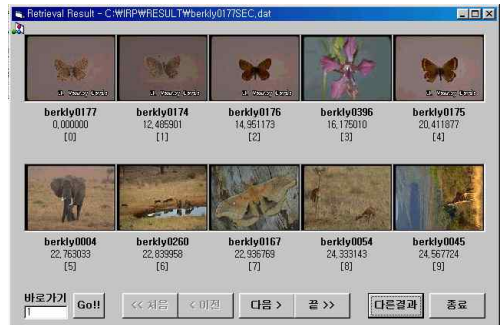 Retrieval Result - C:₩IRP₩RESULT₩berkly0177SEC,dat
berkly0177
0,000000
[0]
berkly0174
12,485901
[1]
berkly0176
14,951173
[2]
berkly0396
16,175010
[3]
berkly0175
20,411877
[4]
berkly0004
22,763033
[5]
berkly0260
22,839958
[6]
berkly0167
22,936769
[7]
berkly0054
24,333143
[8]
berkly0045
24,567724
[9]
바로가기
1
Go!!
<< 처음
< 이전
다음 >
끝 >>
다른결과
종료